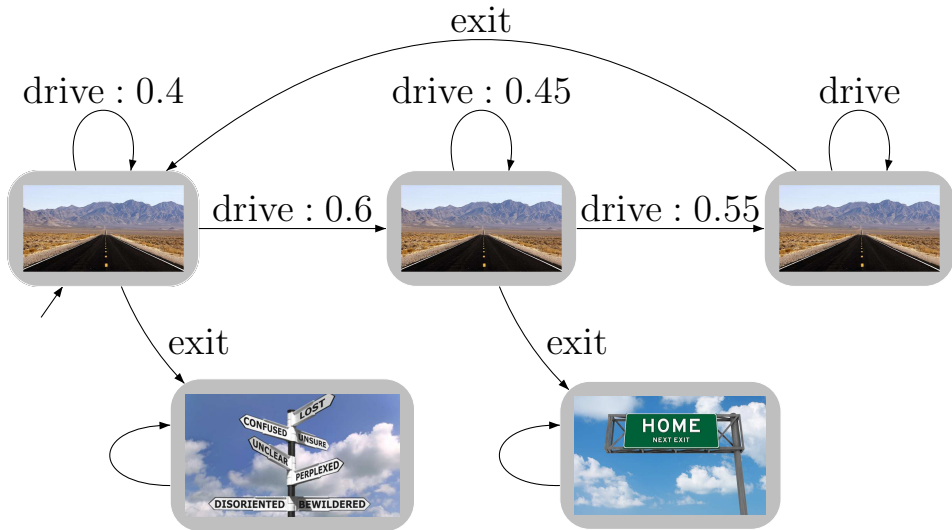 exit
drive : 0.4
drive : 0.45
drive
drive : 0.6
drive : 0.55
exit
exit
LOST
CONFUSED
UNSURE
UNCLEAR
PERPLEXED
DISORIENTED
BEWILDERED
HOME
NEXT EXIT